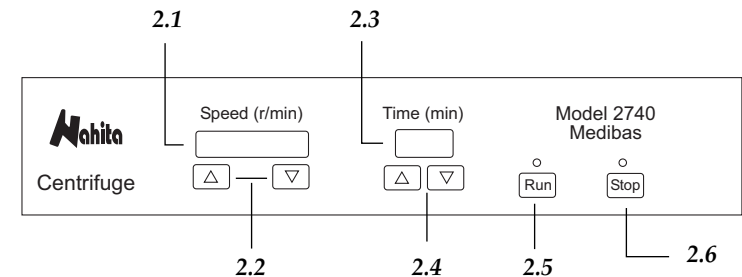 2.1 2.3
Speed (r/min) Time (min) Model 2740
Medibas
Nahita
Centrifuge
Run Stop
2.2 2.4 2.5 2.6